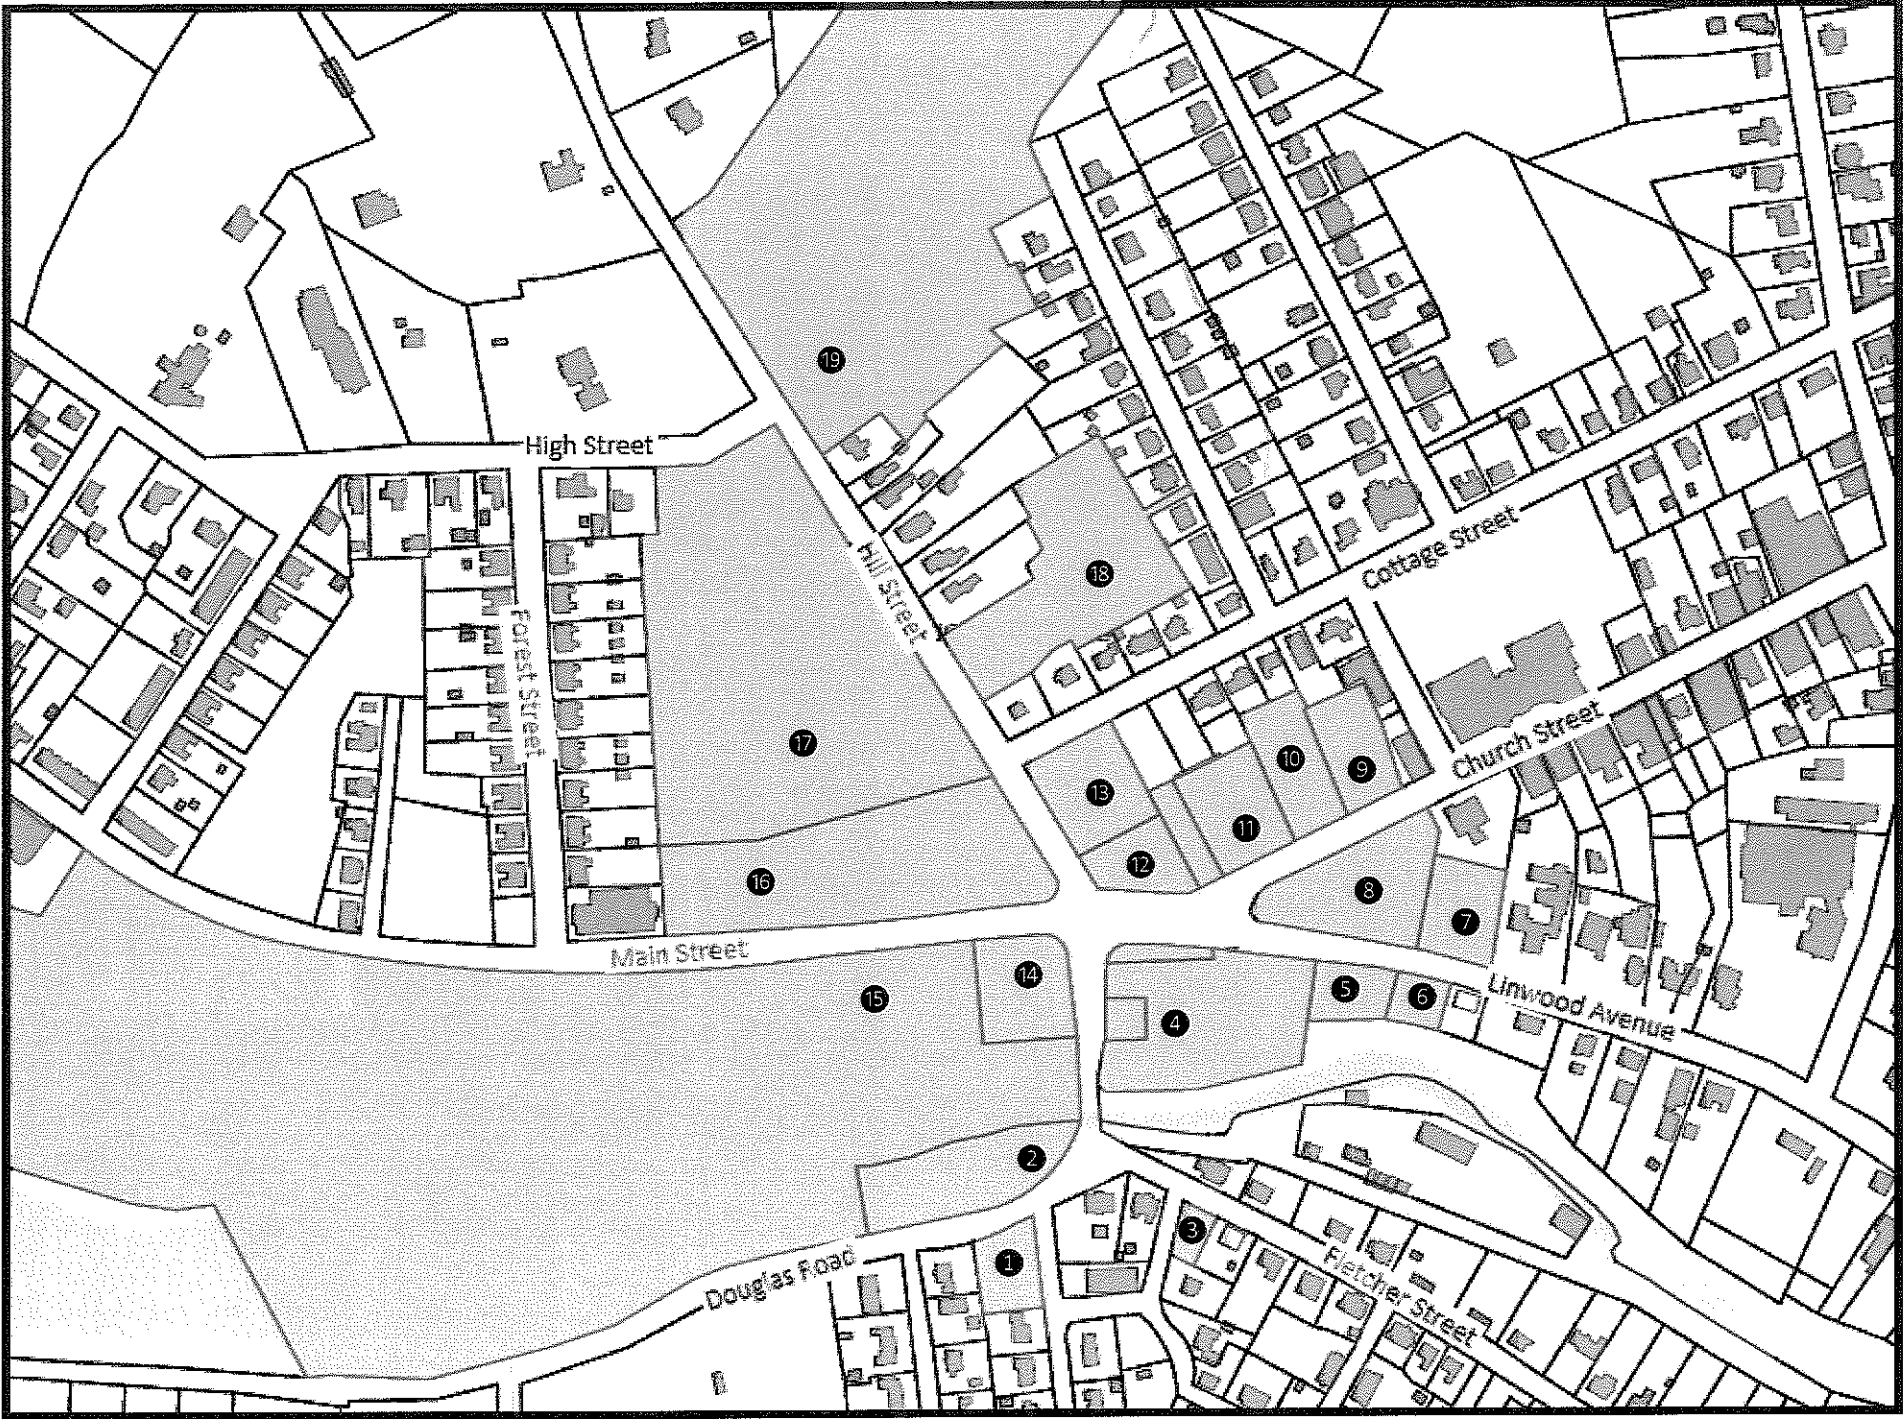 19
High Street
Hill Street
18
Cottage Street
Forest Street
17
Church Street
10
9
13
11
12
16
8
7
Main Street
14
15
5
6
Linwood Avenue
4
2
3
1
Douglas Road
Fletcher Street